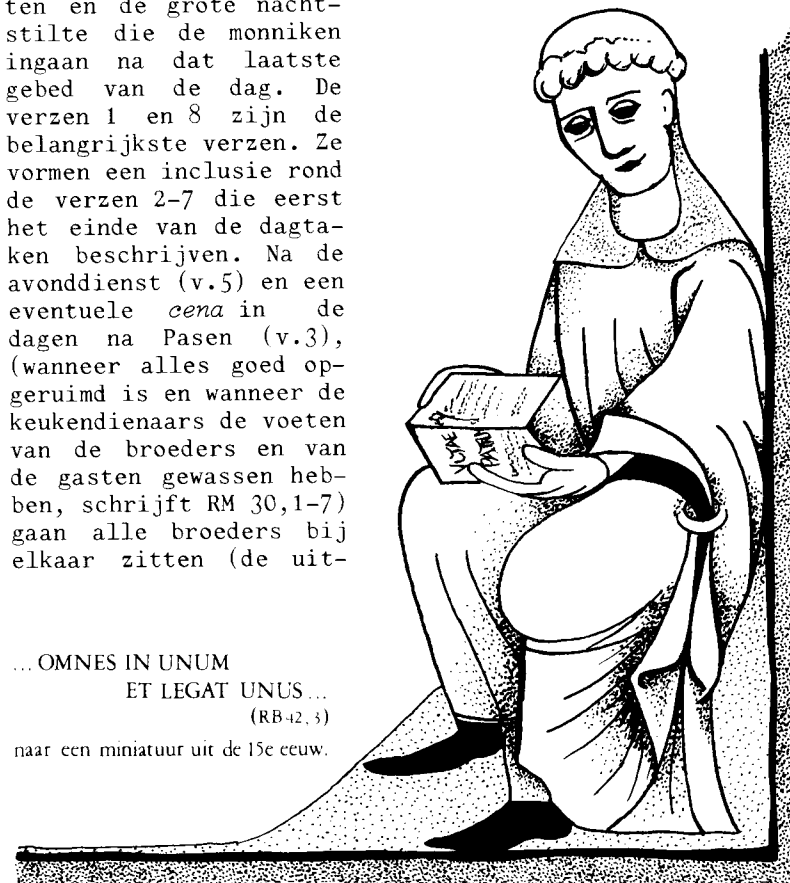 ten en de grote nacht-
stilte die de monniken
ingaan na dat laatste
gebed van de dag. De
verzen 1 en 8 zijn de
belangrijkste verzen. Ze
vormen een inclusie rond
de verzen 2-7 die eerst
het einde van de dagta-
ken beschrijven. Na de
avonddienst (v.5) en een
eventuele cena in de
dagen na Pasen (v.3),
(wanneer alles goed op-
geruimd is en wanneer de
keukendienaars de voeten
van de broeders en van
de gasten gewassen heb-
ben, schrijft RM 30,1-7)
gaan alle broeders bij
elkaar zitten (de uit-
... OMNES IN UNUM
ET LEGAT UNUS ...
(RB 42, 3)
naar een miniatuur uit de 15e eeuw.
VITAE